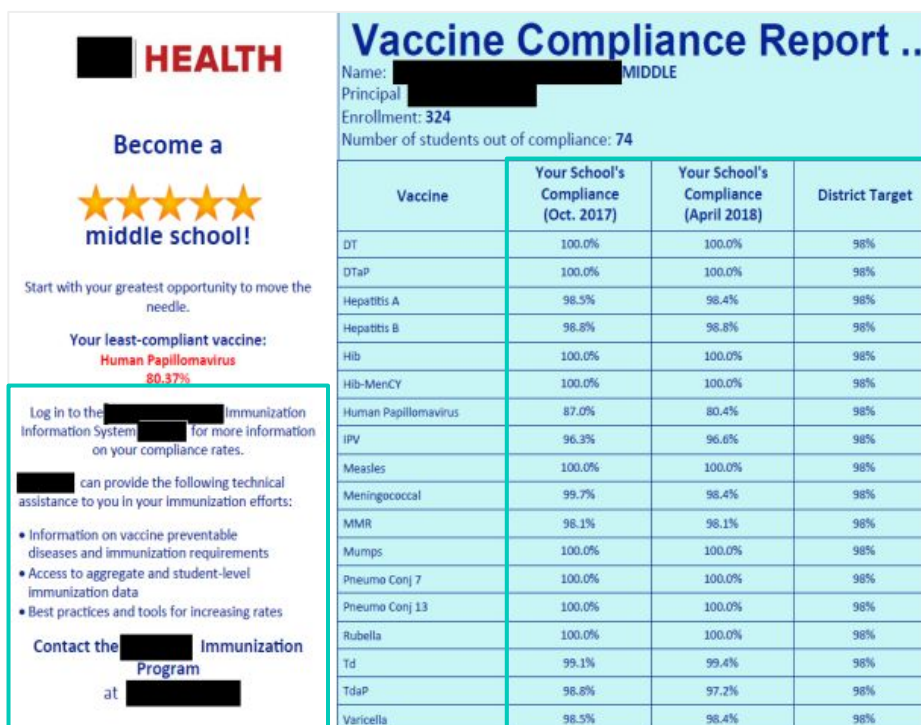 HEALTH
Become a
middle school!
Start with your greatest opportunity to move the
needle.
Your least-compliant vaccine:
Human Papillomavirus
80.37%
Log in to the Immunization
Information System for more information
on your compliance rates.
can provide the following technical
assistance to you in your immunization efforts:
• Information on vaccine preventable
diseases and immunization requirements
• Access to aggregate and student-level
immunization data
• Best practices and tools for increasing rates
Contact the Immunization
Program
at
Vaccine Compliance Report ..
Name: MIDDLE
Principal
Enrollment: 324
Number of students out of compliance: 74
Vaccine Your School's Compliance (Oct. 2017) Your School's Compliance (April 2018) District Target
DT 100.0% 100.0% 98%
DTaP 100.0% 100.0% 98%
Hepatitis A 98.5% 98.4% 98%
Hepatitis B 98.8% 98.8% 98%
Hib 100.0% 100.0% 98%
Hib-MenCY 100.0% 100.0% 98%
Human Papillomavirus 87.0% 80.4% 98%
IPV 96.3% 96.6% 98%
Measles 100.0% 100.0% 98%
Meningococcal 99.7% 98.4% 98%
MMR 98.1% 98.1% 98%
Mumps 100.0% 100.0% 98%
Pneumo Conj 7 100.0% 100.0% 98%
Pneumo Conj 13 100.0% 100.0% 98%
Rubella 100.0% 100.0% 98%
Td 99.1% 99.4% 98%
TdaP 98.8% 97.2% 98%
Varicella 98.5% 98.4% 98%